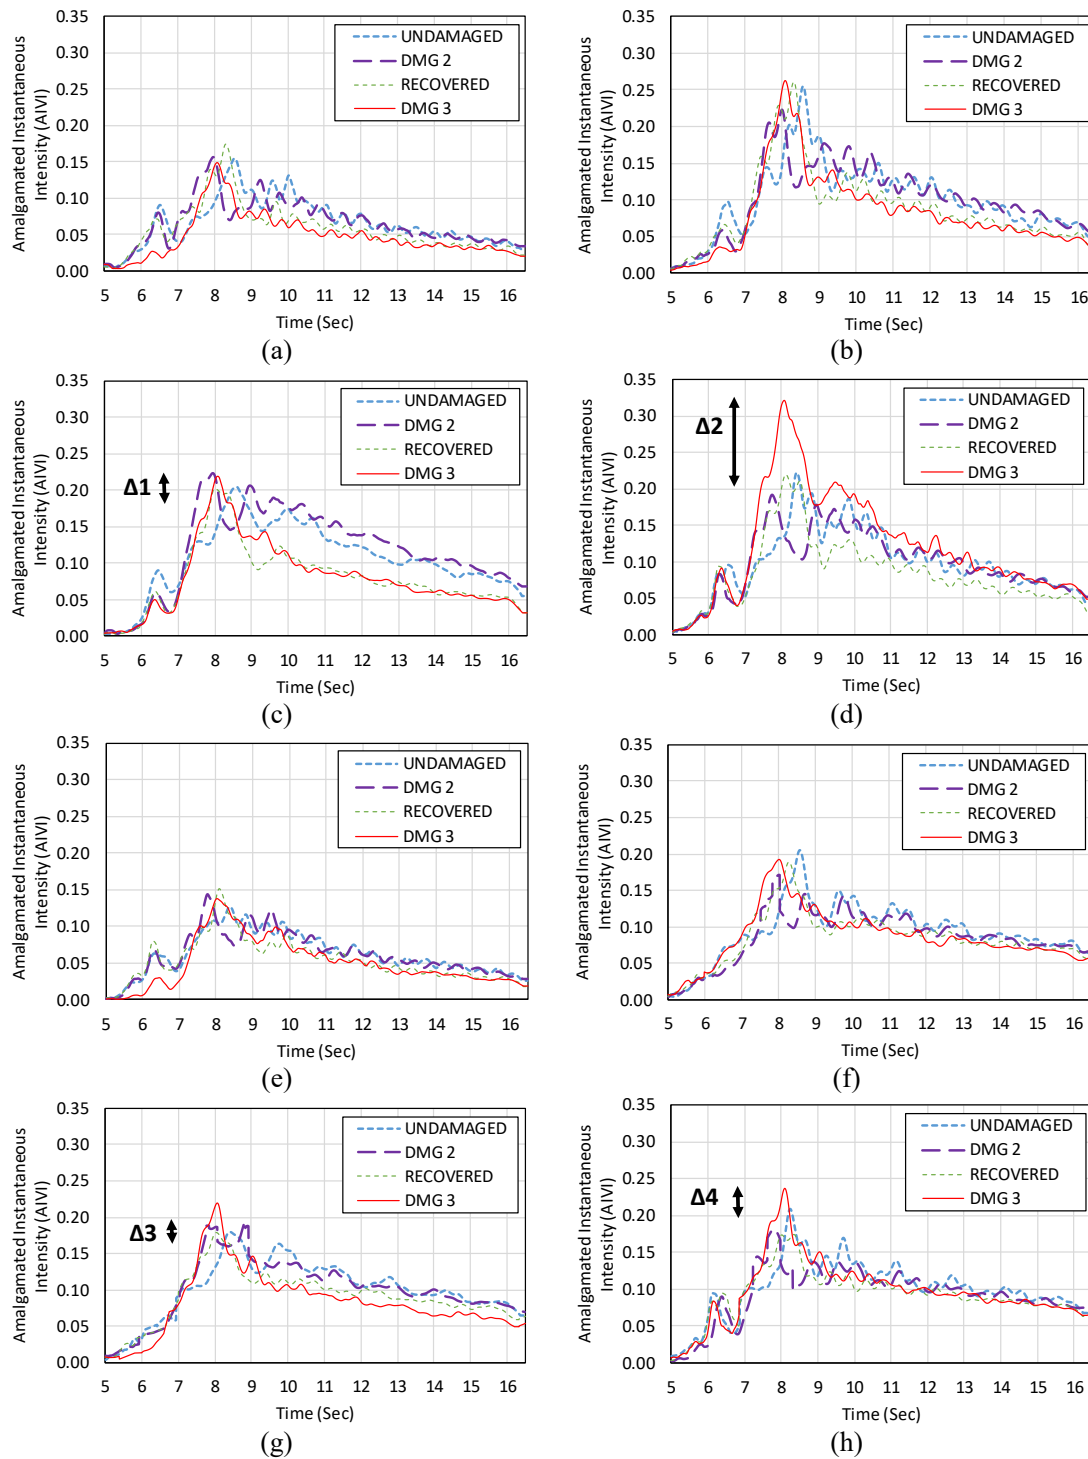 Amalgamated Instantaneous
Intensity (AIVI)
0.35
0.30
0.25
0.20
0.15
0.10
0.05
0.00
UNDAMAGED
DMG 2
RECOVERED
DMG 3
5 6 7 8 9 10 11 12 13 14 15 16
Time (Sec)
(a)
Amalgamated Instantaneous
Intensity (AIVI)
0.35
0.30
0.25
0.20
0.15
0.10
0.05
0.00
UNDAMAGED
DMG 2
RECOVERED
DMG 3
5 6 7 8 9 10 11 12 13 14 15 16
Time (Sec)
(b)
Amalgamated Instantaneous
Intensity (AIVI)
0.35
0.30
0.25
0.20
0.15
0.10
0.05
0.00
Δ1
UNDAMAGED
DMG 2
RECOVERED
DMG 3
5 6 7 8 9 10 11 12 13 14 15 16
Time (Sec)
(c)
Amalgamated Instantaneous
Intensity (AIVI)
0.35
0.30
0.25
0.20
0.15
0.10
0.05
0.00
Δ2
UNDAMAGED
DMG 2
RECOVERED
DMG 3
5 6 7 8 9 10 11 12 13 14 15 16
Time (Sec)
(d)
Amalgamated Instantaneous
Intensity (AIVI)
0.35
0.30
0.25
0.20
0.15
0.10
0.05
0.00
UNDAMAGED
DMG 2
RECOVERED
DMG 3
5 6 7 8 9 10 11 12 13 14 15 16
Time (Sec)
(e)
Amalgamated Instantaneous
Intensity (AIVI)
0.35
0.30
0.25
0.20
0.15
0.10
0.05
0.00
UNDAMAGED
DMG 2
RECOVERED
DMG 3
5 6 7 8 9 10 11 12 13 14 15 16
Time (Sec)
(f)
Amalgamated Instantaneous
Intensity (AIVI)
0.35
0.30
0.25
0.20
0.15
0.10
0.05
0.00
Δ3
UNDAMAGED
DMG 2
RECOVERED
DMG 3
5 6 7 8 9 10 11 12 13 14 15 16
Time (Sec)
(g)
Amalgamated Instantaneous
Intensity (AIVI)
0.35
0.30
0.25
0.20
0.15
0.10
0.05
0.00
Δ4
UNDAMAGED
DMG 2
RECOVERED
DMG 3
5 6 7 8 9 10 11 12 13 14 15 16
Time (Sec)
(h)